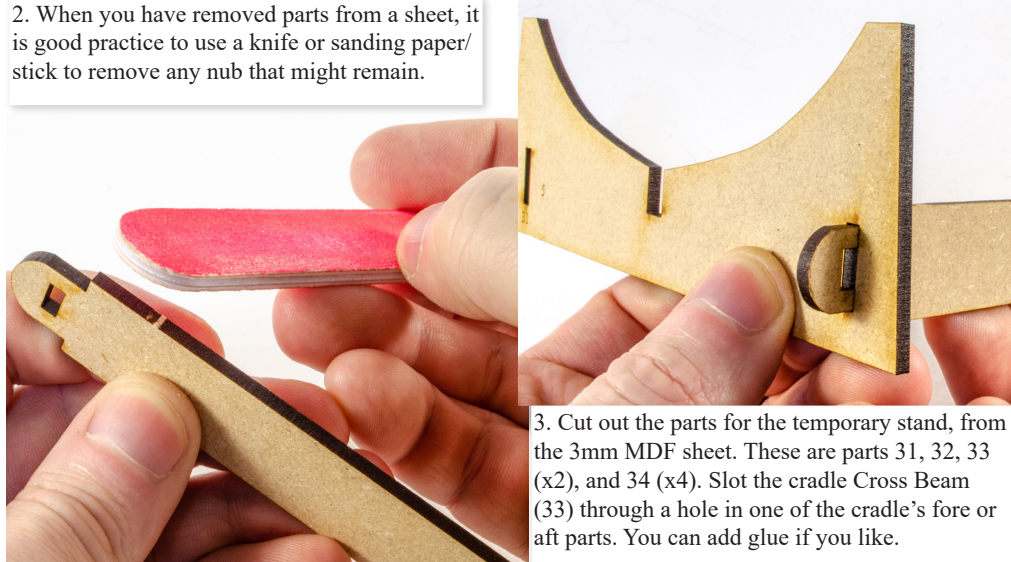 2. When you have removed parts from a sheet, it
is good practice to use a knife or sanding paper/
stick to remove any nub that might remain.
3. Cut out the parts for the temporary stand, from
the 3mm MDF sheet. These are parts 31, 32, 33
(x2), and 34 (x4). Slot the cradle Cross Beam
(33) through a hole in one of the cradle’s fore or
aft parts. You can add glue if you like.